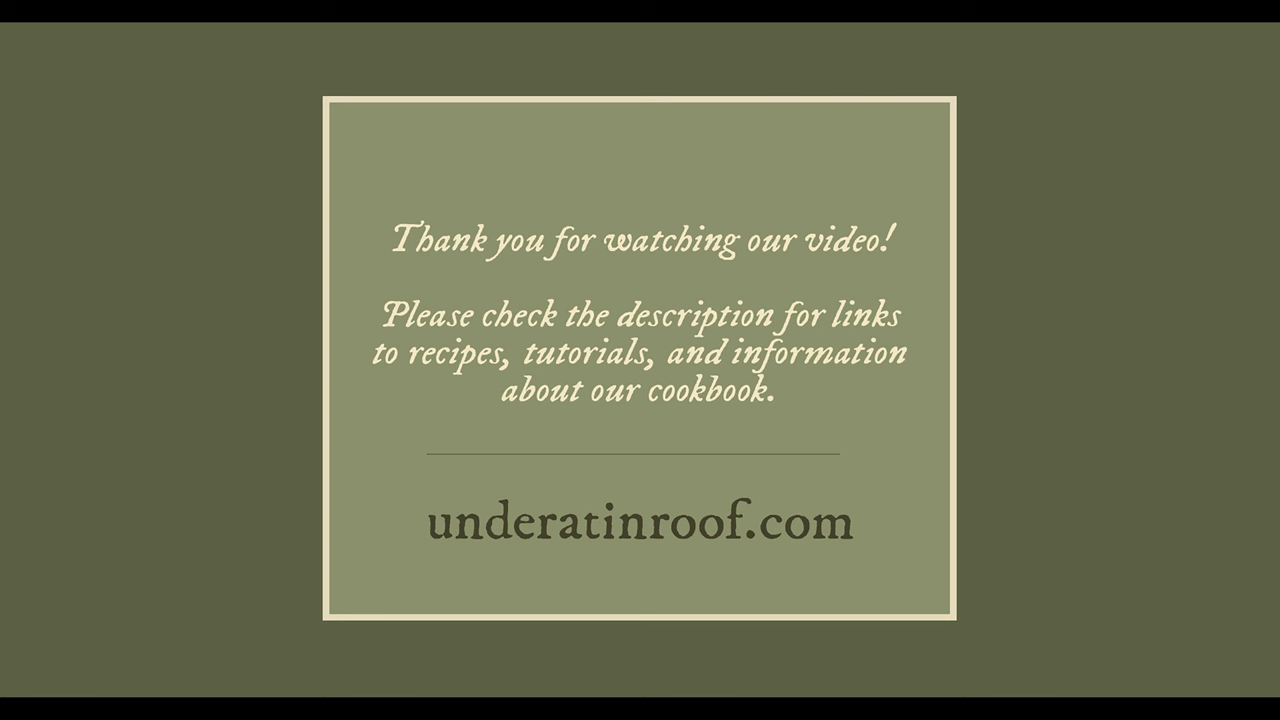 Thank you for watching our video!
Please check the description for links
to recipes, tutorials, and information
about our cookbook.
underatinroof.com